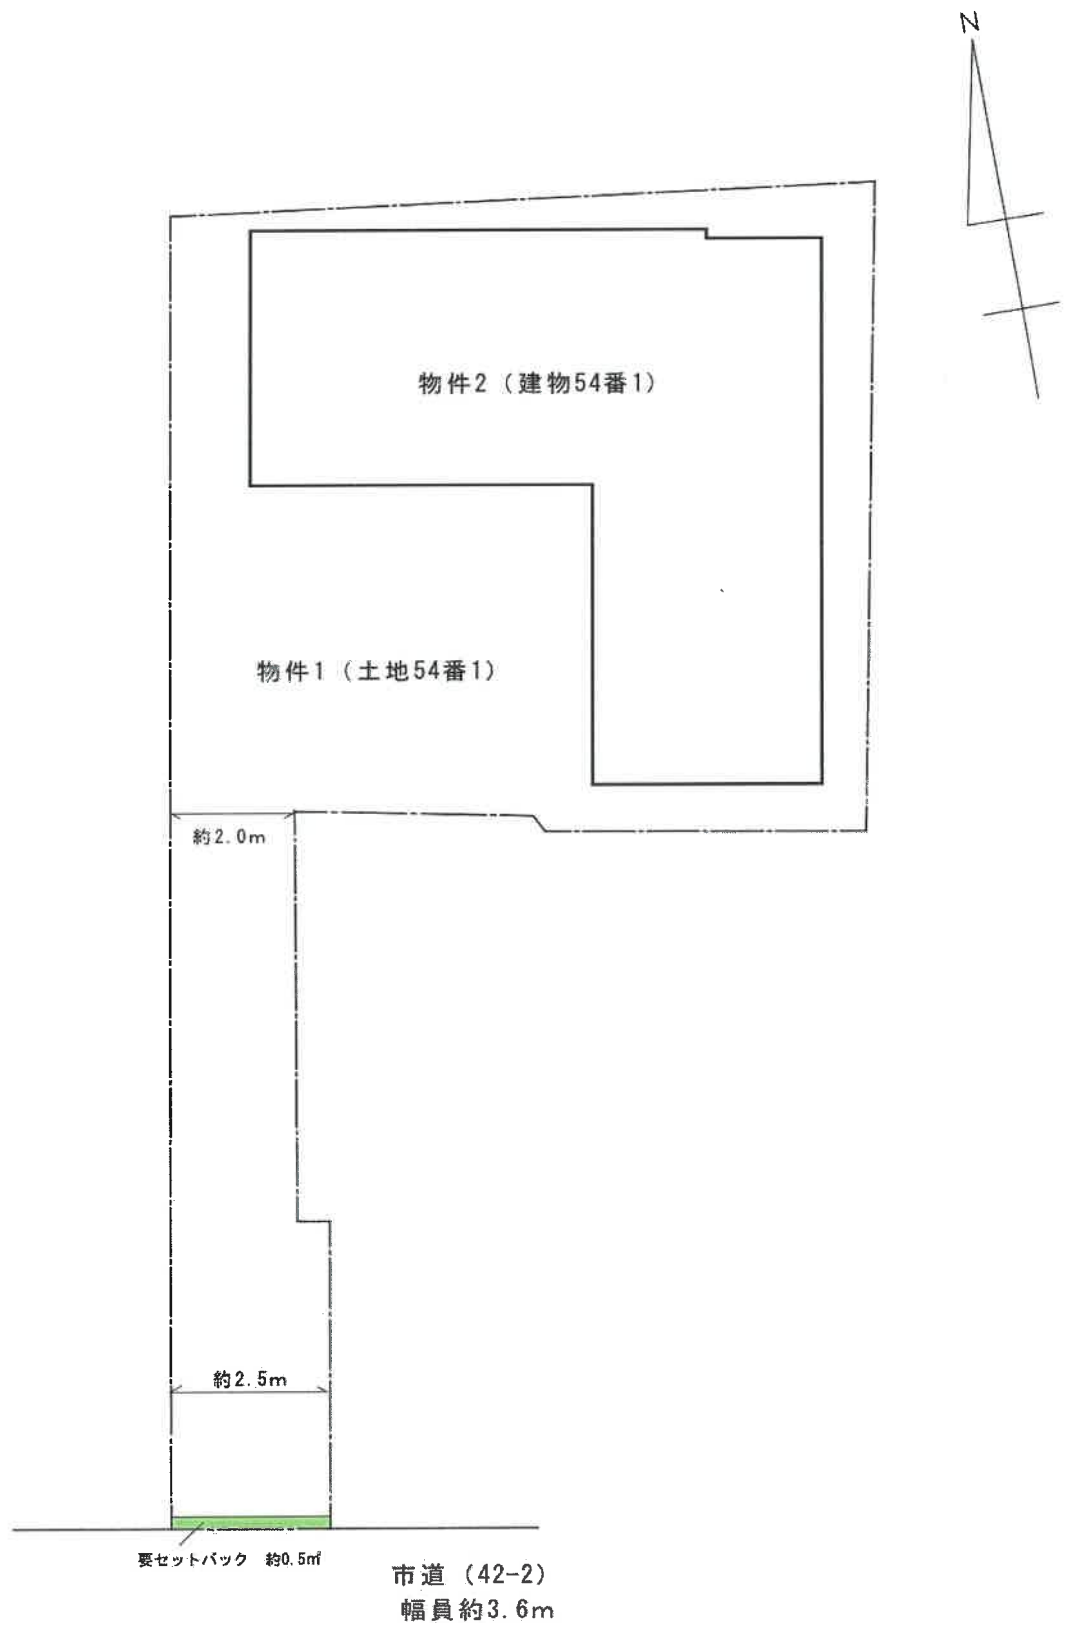 N
物件2（建物54番1）
物件1（土地54番1）
約2.0m
約2.5m
要セットバック 約0.5㎡
市道（42-2）
幅員約3.6m